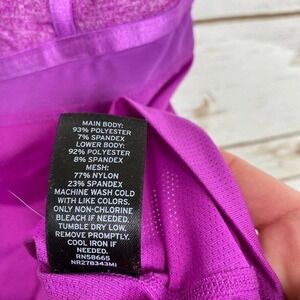 MAIN BODY:
93% POLYESTER
7% SPANDEX
LOWER BODY:
92% POLYESTER
8% SPANDEX
MESH:
77% NYLON
23% SPANDEX
MACHINE WASH COLD
WITH LIKE COLORS.
ONLY NON-CHLORINE
BLEACH IF NEEDED.
TUMBLE DRY LOW.
REMOVE PROMPTLY.
COOL IRON IF
NEEDED.
RN58665
NR278343MI